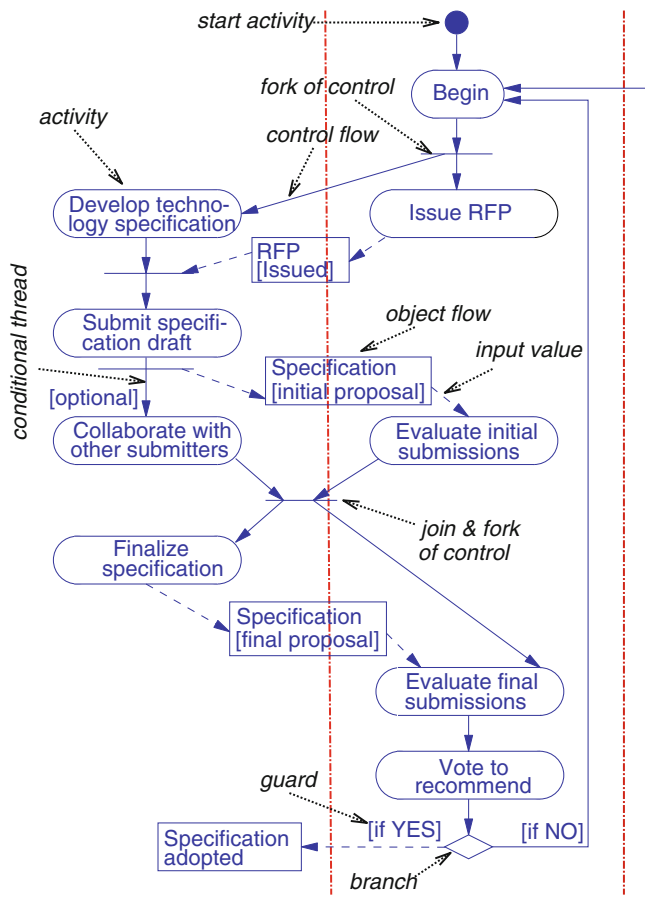 start activity
fork of control
Begin
activity
control flow
Develop techno-
logy specification
Issue RFP
RFP
[Issued]
conditional thread
object flow
Submit specifi-
cation draft
input value
Specification
[initial proposal]
[optional]
Collaborate with
other submitters
Evaluate initial
submissions
join & fork
of control
Finalize
specification
Specification
[final proposal]
Evaluate final
submissions
Vote to
recommend
guard
[if YES]
[if NO]
Specification
adopted
branch